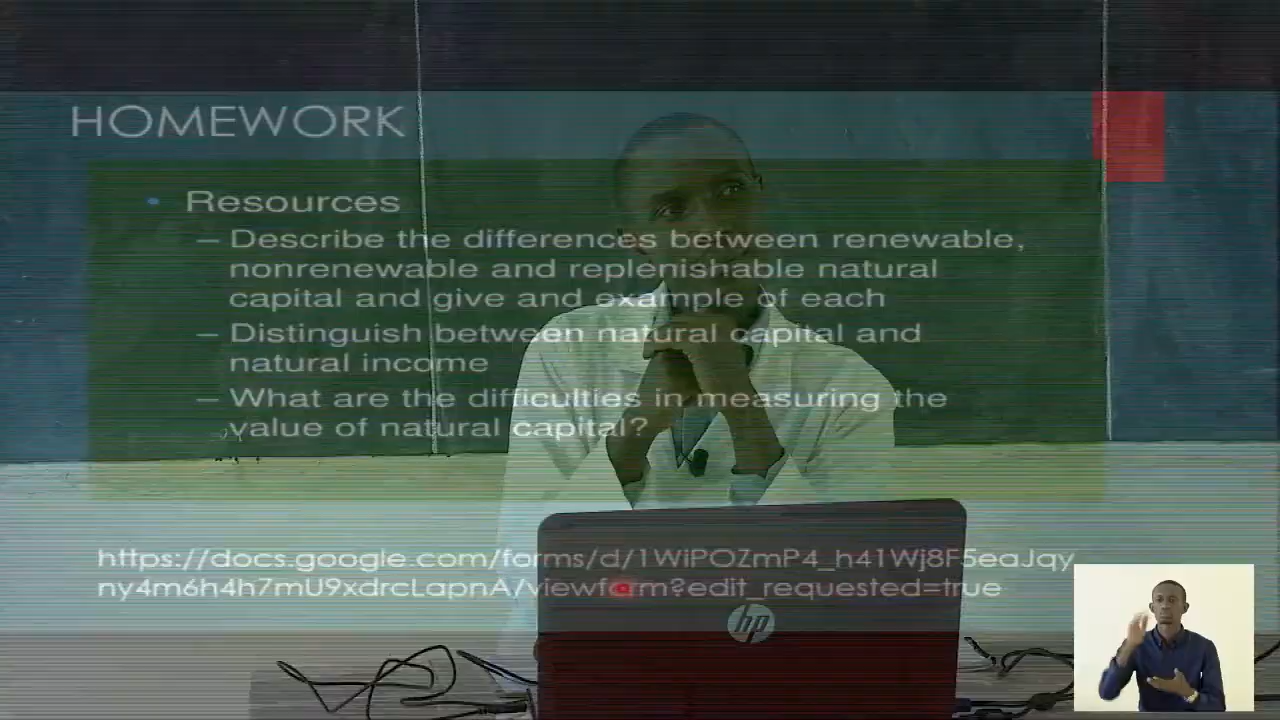 HOMEWORK
• Resources
– Describe the differences between renewable,
nonrenewable and replenishable natural
capital and give and example of each
– Distinguish between natural capital and
natural income
– What are the difficulties in measuring the
value of natural capital?
https://docs.google.com/forms/d/1WiPOZmP4_h41Wj8F5eaJqy
ny4m6h4h7mU9xdrcLapnA/viewform?edit_requested=true
hp